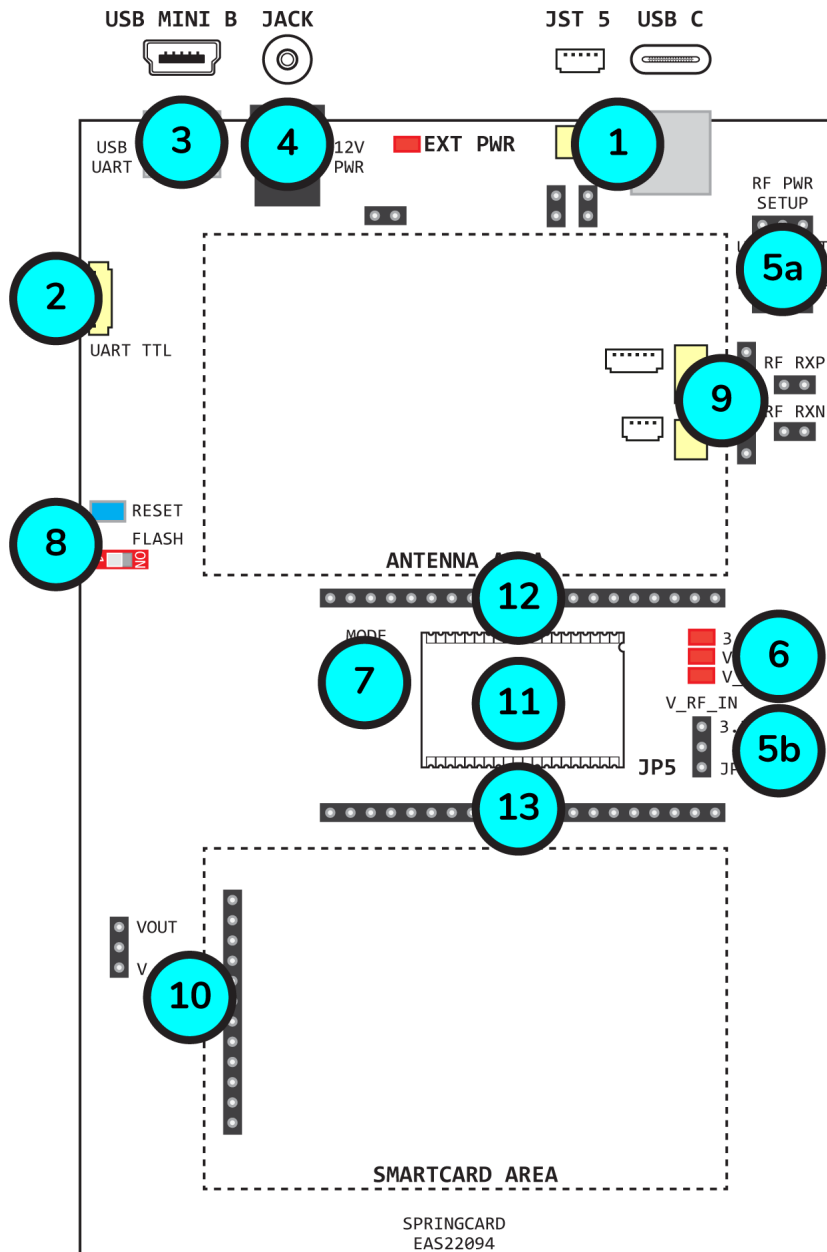 USB MINI B
JACK
JST 5
USB C
USB
UART
3
4
12V
PWR
EXT PWR
1
RF PWR
SETUP
5a
2
UART TTL
RF RXP
9
RF RXN
RESET
FLASH
8
NO
ANTENNA
12
MODE
7
11
6
V_RF_IN
5b
JP5
13
VOUT
10
SMARTCARD AREA
SPRINGCARD
EAS22094